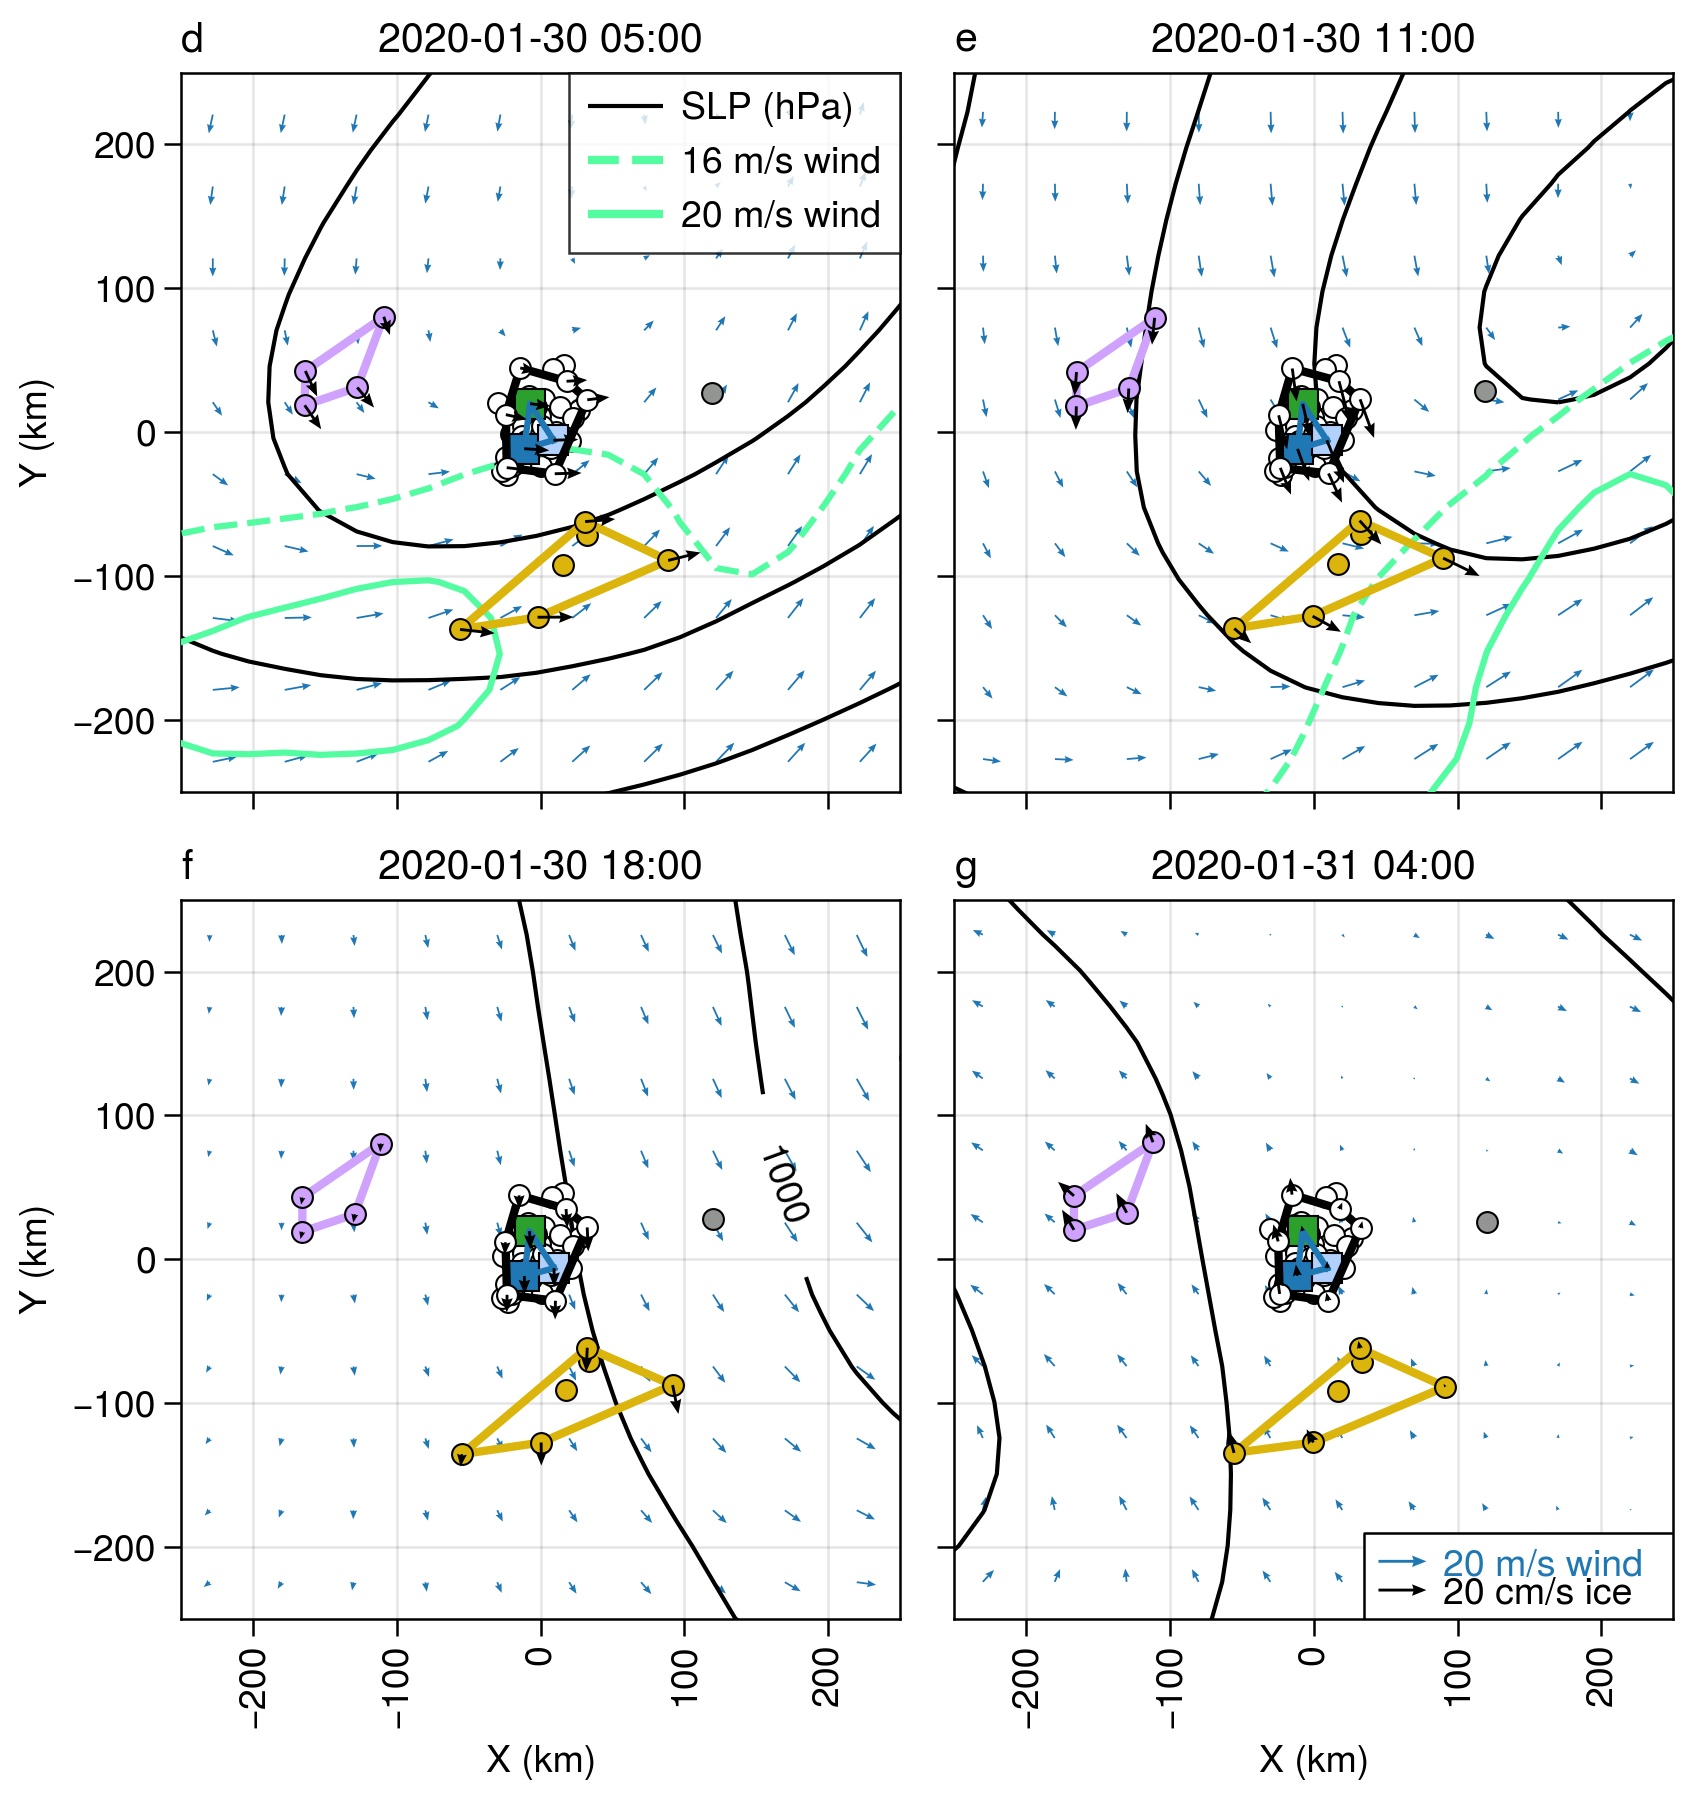 d 2020-01-30 05:00
SLP (hPa)
16 m/s wind
20 m/s wind
200
100
0
−100
−200
Y (km)
e 2020-01-30 11:00
f 2020-01-30 18:00
1000
200
100
0
−100
−200
Y (km)
−200
−100
0
100
200
X (km)
g 2020-01-31 04:00
20 m/s wind
20 cm/s ice
−200
−100
0
100
200
X (km)